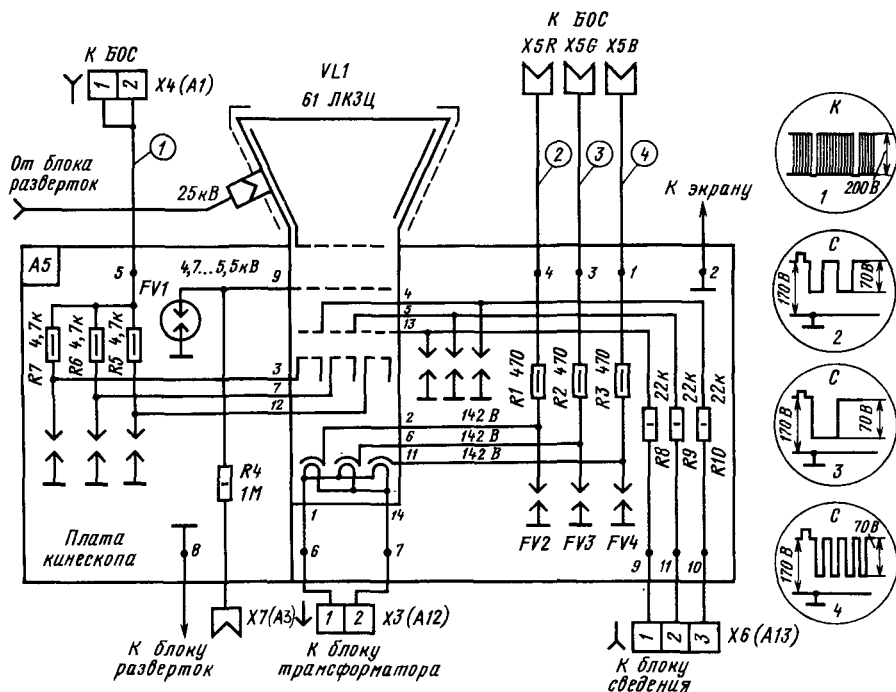 К БОС
1 2
X4(A1)
VL1
61 ЛК3Ц
К БОС
X5R X5G X5B
1
2
3
4
От блока
разверток
25кВ
К экрану
К
200В
1
A5
5
FV1
4,7...5,5кВ
9
4
5
13
4
3
1
2
С
170В
70В
2
R7 4,7к
R6 4,7к
R5 4,7к
3
7
12
R1 470
R2 470
R3 470
22к
22к
22к
R8
R9
R10
С
170В
70В
3
2 142 В
6 142 В
11 142 В
R4
1М
1
14
FV2 FV3 FV4
Плата
кинескопа
8
6
7
9
11
10
С
170В
70В
4
X7(A3)
1 2
X3(A12)
1 2 3
X6(A13)
К блоку
разверток
К блоку
трансформатора
К блоку
сведения